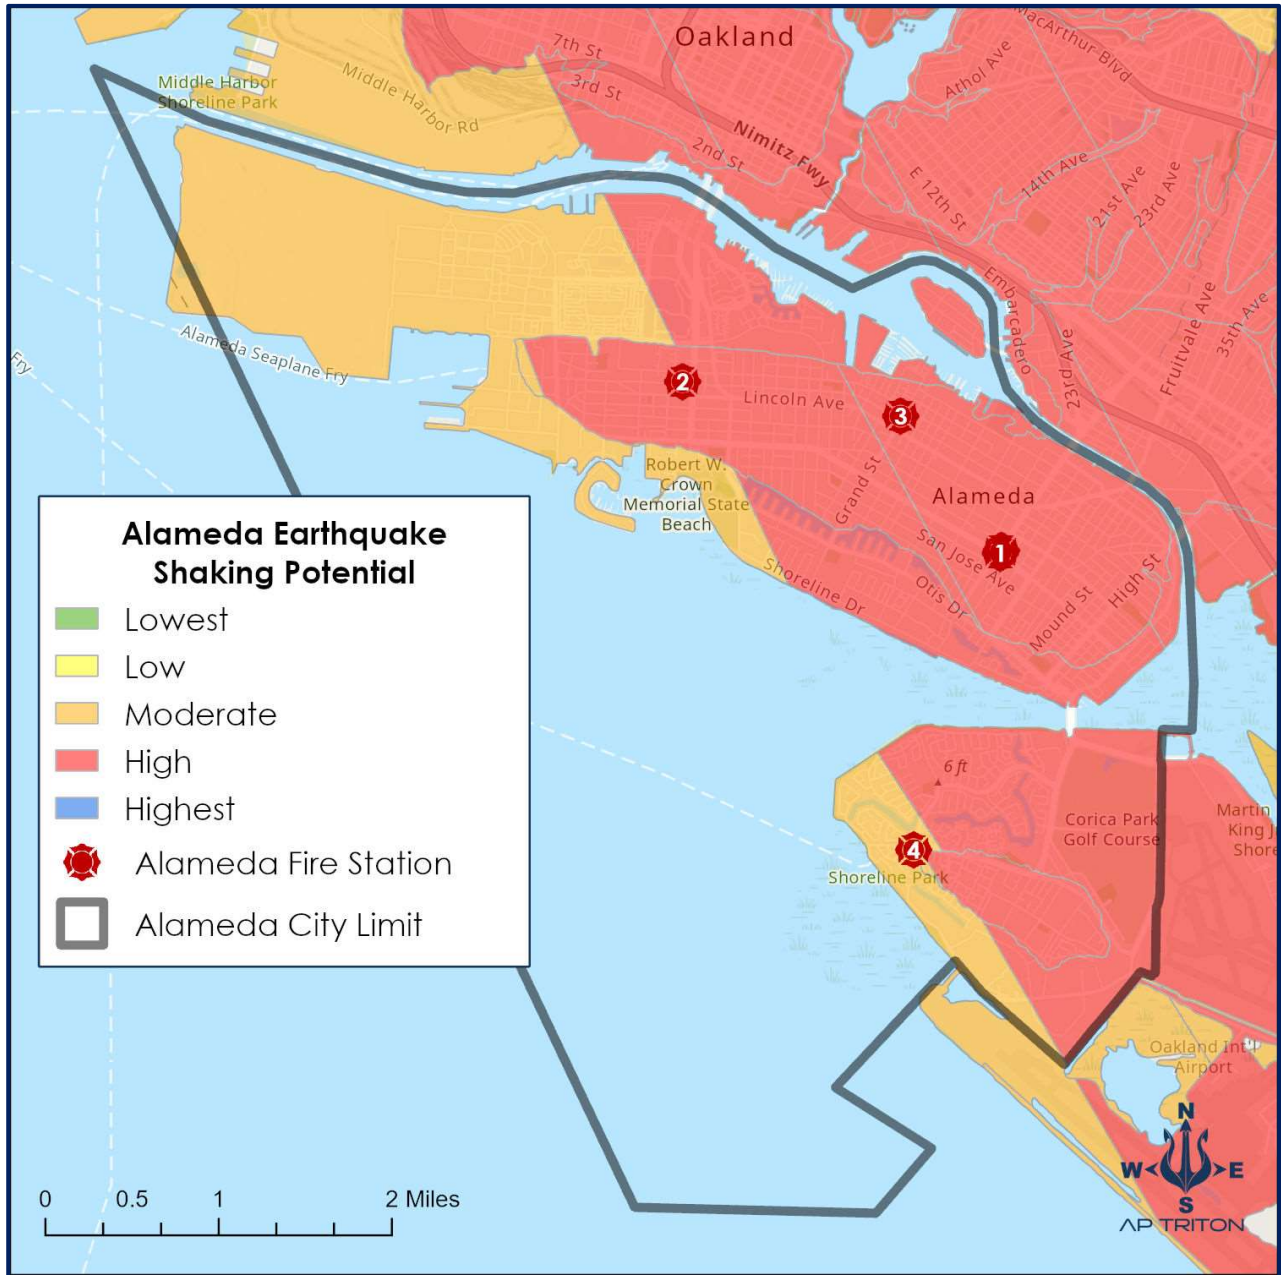 Oakland
MacArthur Blvd
7th St
Athol Ave
Middle Harbor
Shoreline Park
Middle Harbor Rd
3rd St
Nimitz Fwy
2nd St
14th Ave
E 12th St
21st Ave
23rd Ave
Embarcadero
Fruitvale Ave
35th Ave
23rd Ave
Alameda Seaplane Fry
Fry
2
Lincoln Ave
3
Robert W.
Crown
Memorial State
Beach
Grand St
Alameda
1
San Jose Ave
Otis Dr
Shoreline Dr
Mound St
High St
Alameda Earthquake
Shaking Potential
Lowest
Low
Moderate
High
Highest
Alameda Fire Station
Alameda City Limit
6 ft
Corica Park
Golf Course
Martin
King J
Shore
4
Shoreline Park
Oakland Int'l
Airport
N
W E
S
AP TRITON
0 0.5 1 2 Miles